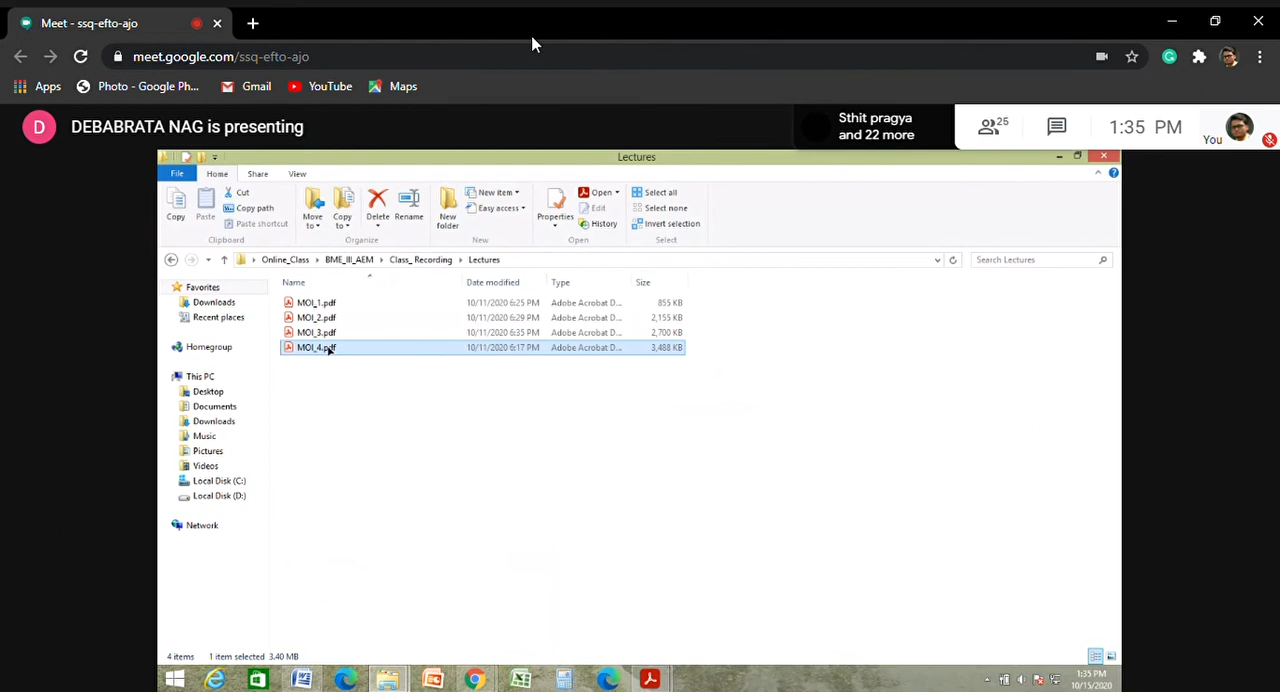 Meet - ssq-efto-ajo
meet.google.com/ssq-efto-ajo
Apps Photo - Google Ph... Gmail YouTube Maps
D DEBABRATA NAG is presenting
Sthit pragya
and 22 more
25
1:35 PM
You
Lectures
File Home Share View
Copy
Paste
Cut
Copy path
Paste shortcut
Clipboard
Move to
Copy to
Delete
Rename
Organize
New folder
New item
Easy access
New
Properties
Open
Edit
History
Open
Select all
Select none
Invert selection
Select
Online_Class BME_III_AEM Class_Recording Lectures
Search Lectures
Name Date modified Type Size
MOI_1.pdf 10/11/2020 6:25 PM Adobe Acrobat D... 855 KB
MOI_2.pdf 10/11/2020 6:29 PM Adobe Acrobat D... 2,155 KB
MOI_3.pdf 10/11/2020 6:35 PM Adobe Acrobat D... 2,700 KB
MOI_4.pdf 10/11/2020 6:17 PM Adobe Acrobat D... 3,488 KB
Favorites
Downloads
Recent places
Homegroup
This PC
Desktop
Documents
Downloads
Music
Pictures
Videos
Local Disk (C:)
Local Disk (D:)
Network
4 items 1 item selected 3.40 MB
1:35 PM
10/15/2020